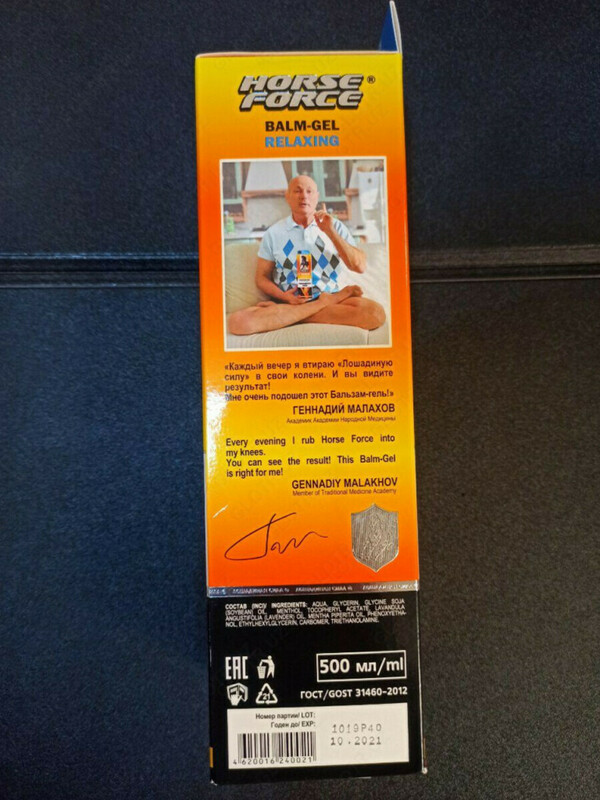 HORSE
FORCE®
BALM-GEL
RELAXING
«Каждый вечер я втираю «Лошадиную
силу» в свои колени. И вы видите
результат!
Мне очень подошел этот Бальзам-гель!»
ГЕННАДИЙ МАЛАХОВ
Академик Академии Народной Медицины
Every evening I rub Horse Force into
my knees.
You can see the result! This Balm-Gel
is right for me!
GENNADIY MALAKHOV
Member of Traditional Medicine Academy
СОСТАВ (INCI)/ INGREDIENTS: AQUA, GLYCERIN, GLYCINE SOJA
(SOYBEAN) OIL, MENTHOL, TOCOPHERYL ACETATE, LAVANDULA
ANGUSTIFOLIA (LAVENDER) OIL, MENTHA PIPERITA OIL, PHENOXYETHA-
NOL, ETHYLHEXYLGLYCERIN, CARBOMER, TRIETHANOLAMINE.
EAC
500 мл/ml
21
ГОСТ/GOST 31460-2012
Номер партии/ LOT:
Годен до/ EXP:
1019P40
10.2021
4620016240021